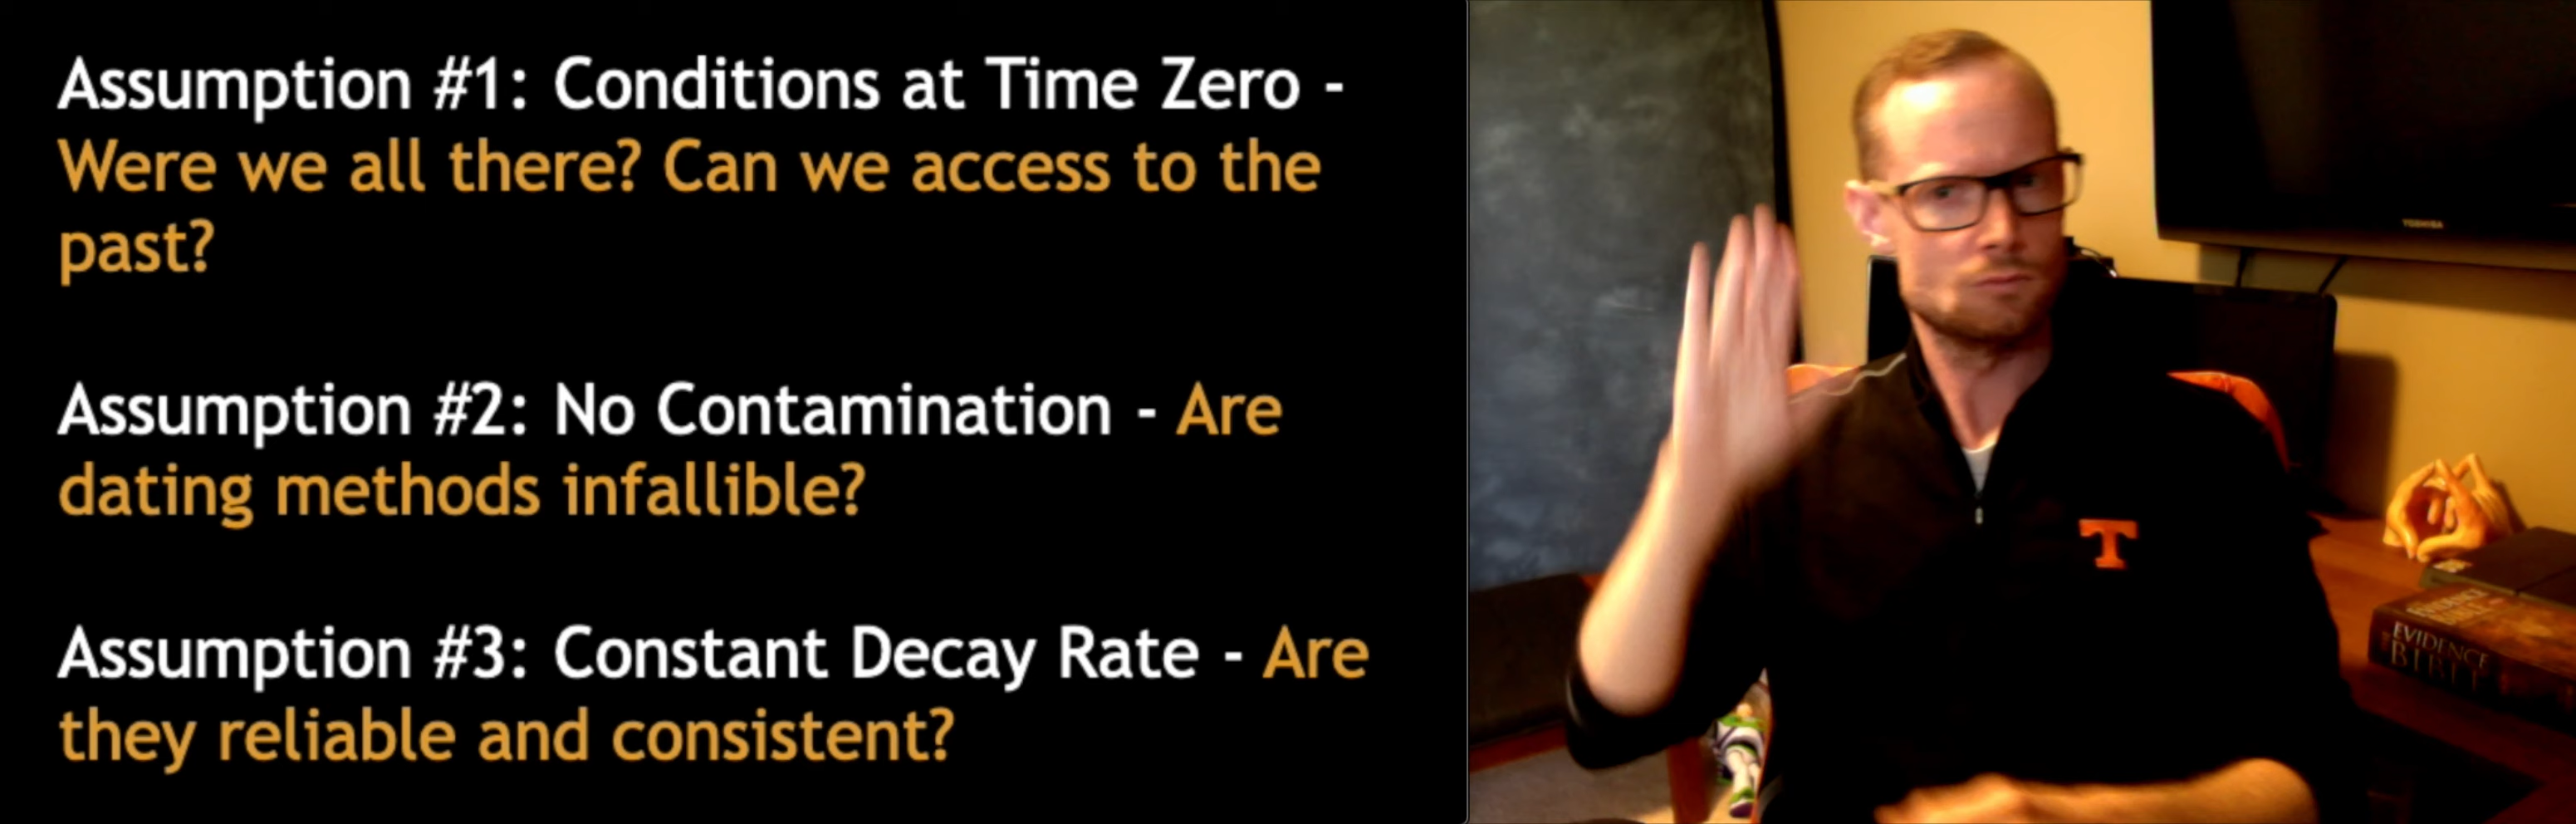 Assumption #1: Conditions at Time Zero -
Were we all there? Can we access to the
past?
Assumption #2: No Contamination - Are
dating methods infallible?
Assumption #3: Constant Decay Rate - Are
they reliable and consistent?
TOSHIBA
T
EVIDENCE
BIBLE